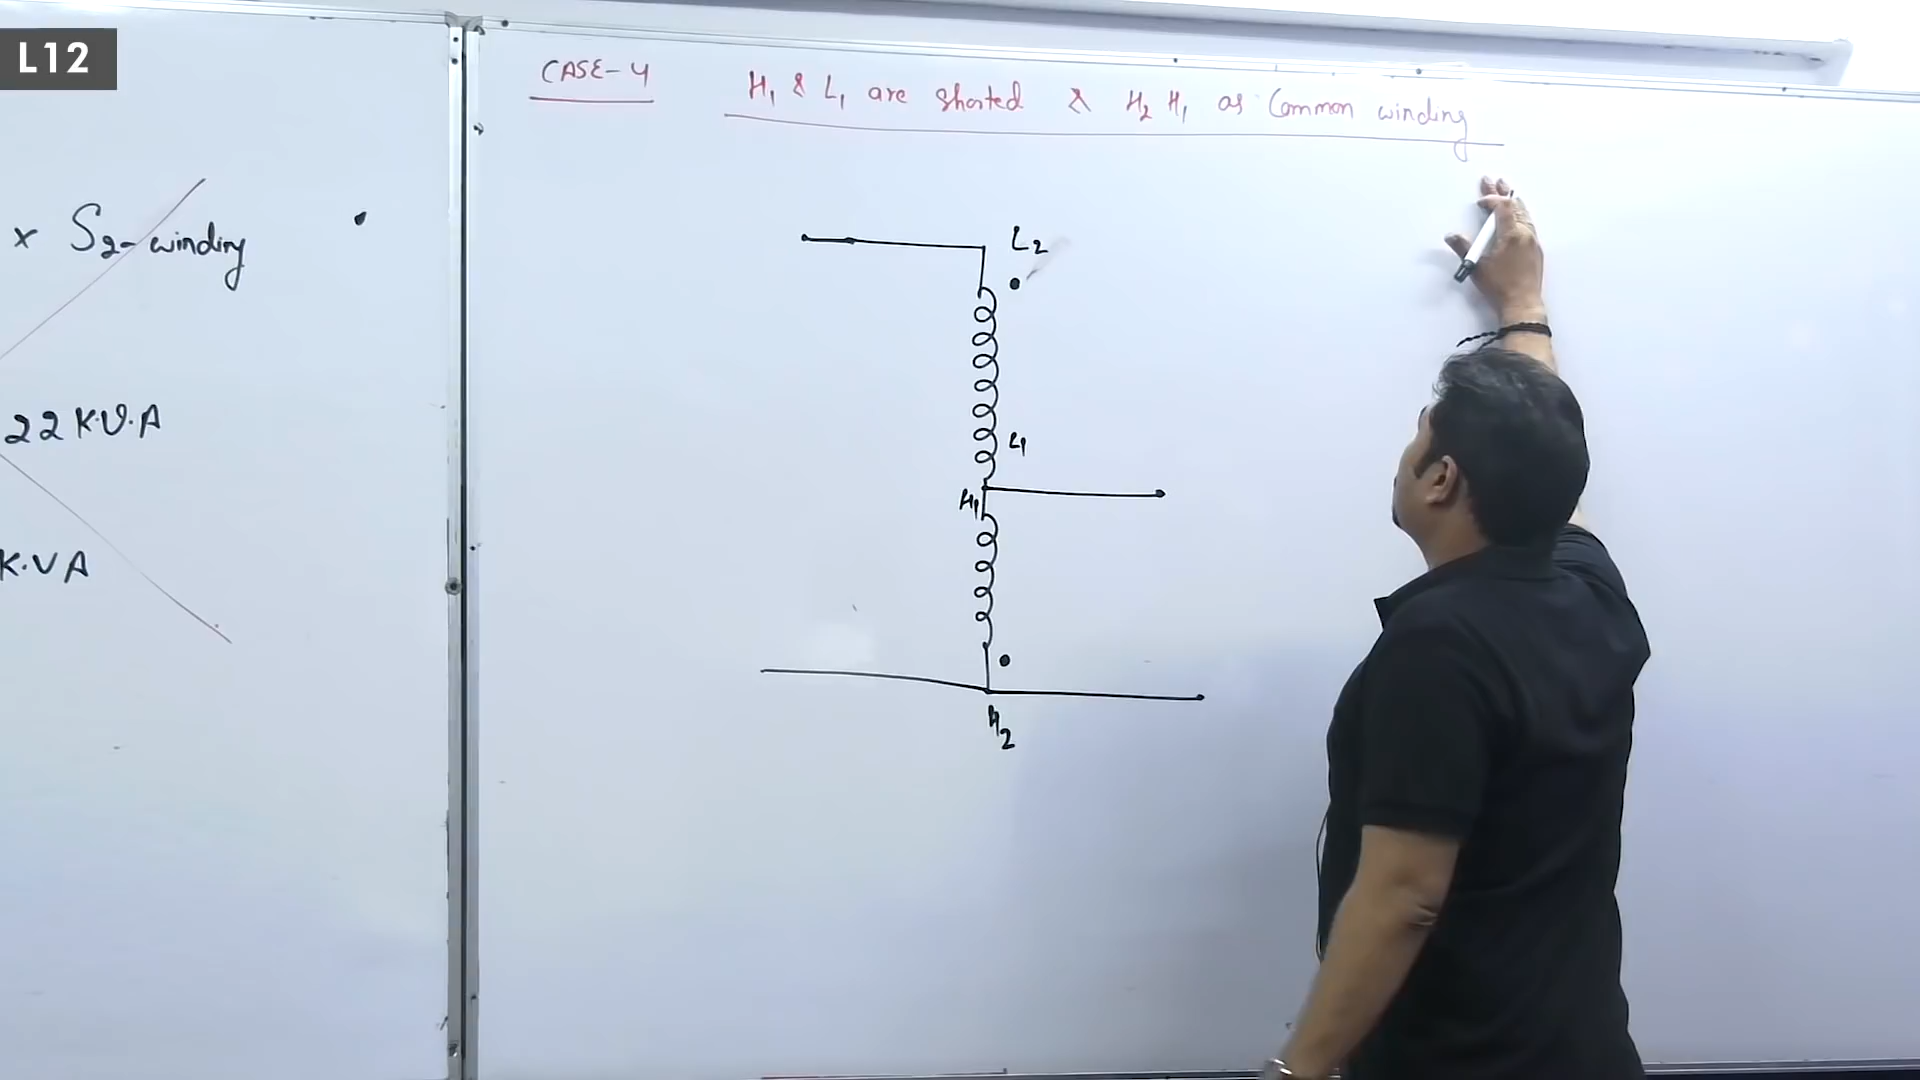 L12
x S2-winding
22 K.V.A
K.V A
CASE-4
H1 & L1 are shorted & H2 H1 as Common winding
L2
L1
H1
H2